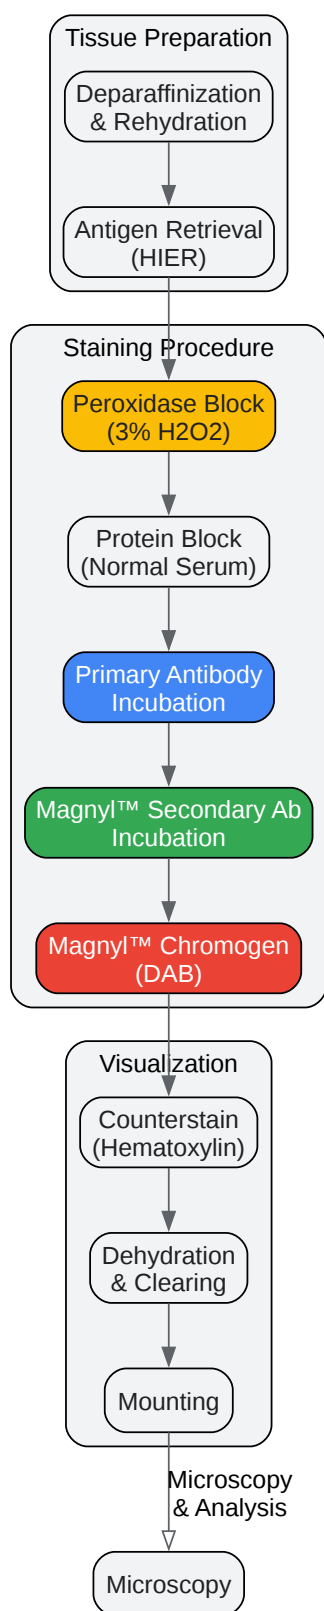 Tissue Preparation
Deparaffinization
& Rehydration
Antigen Retrieval
(HIER)
Staining Procedure
Peroxidase Block
(3% H2O2)
Protein Block
(Normal Serum)
Primary Antibody
Incubation
Magnyl™ Secondary Ab
Incubation
Magnyl™ Chromogen
(DAB)
Visualization
Counterstain
(Hematoxylin)
Dehydration
& Clearing
Mounting
Microscopy
& Analysis
Microscopy